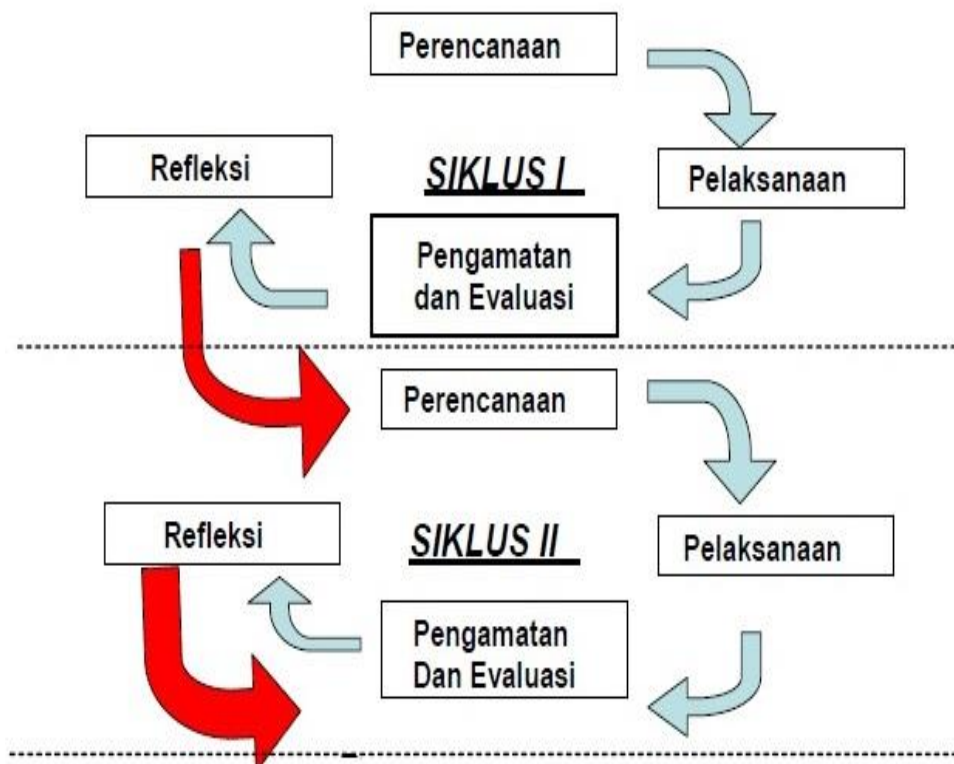 Perencanaan
Refleksi
SIKLUS I
Pelaksanaan
Pengamatan
dan Evaluasi
Perencanaan
Refleksi
SIKLUS II
Pelaksanaan
Pengamatan
Dan Evaluasi